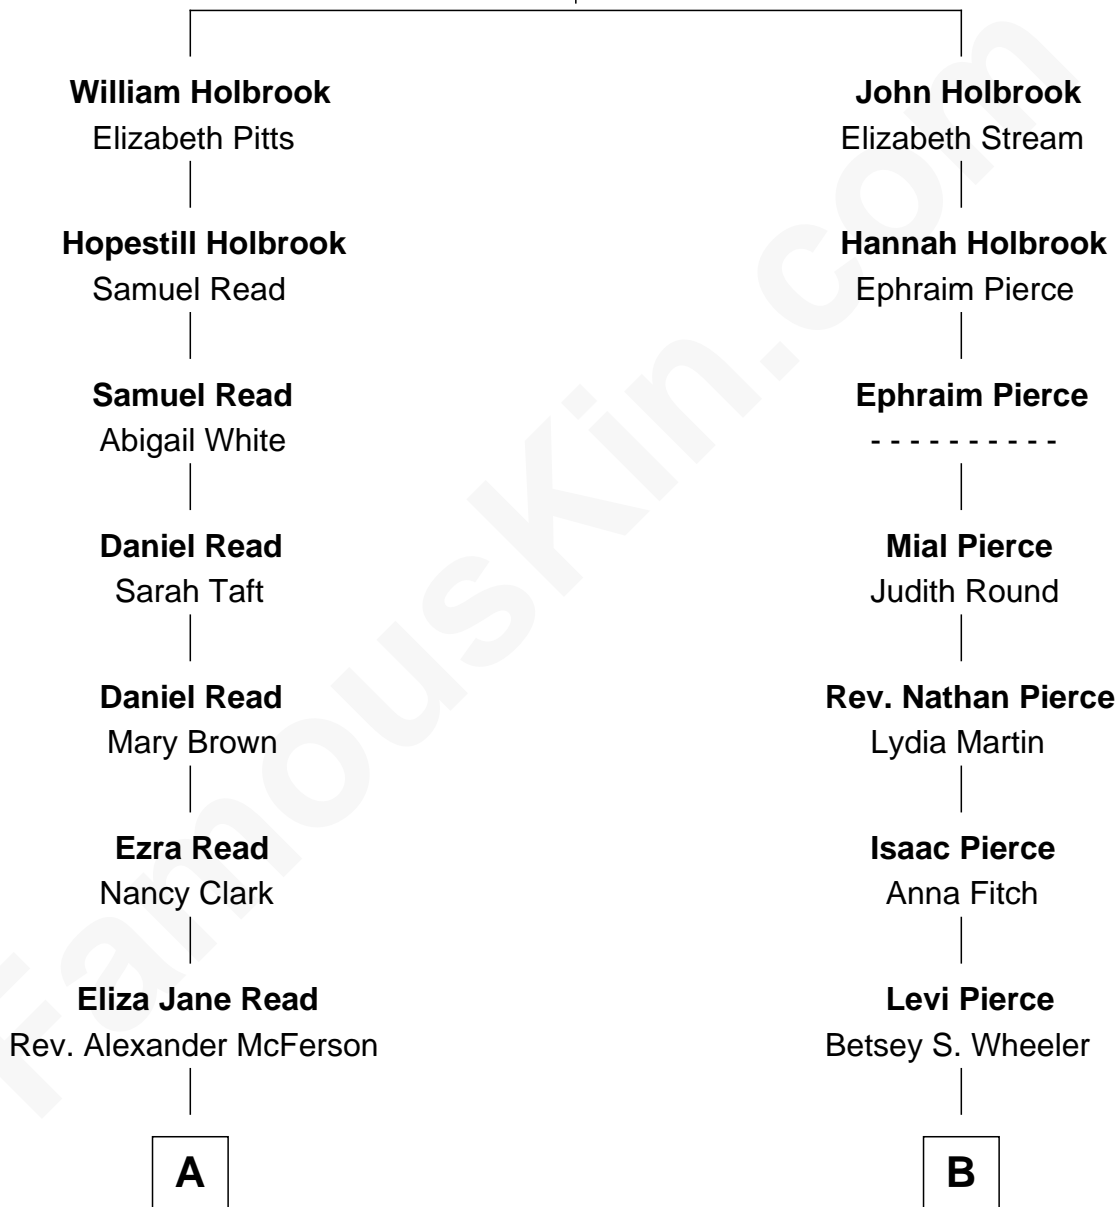 William Holbrook
Elizabeth Pitts
Hopestill Holbrook
Samuel Read
Samuel Read
Abigail White
Daniel Read
Sarah Taft
Daniel Read
Mary Brown
Ezra Read
Nancy Clark
Eliza Jane Read
Rev. Alexander McFerson
A
John Holbrook
Elizabeth Stream
Hannah Holbrook
Ephraim Pierce
Ephraim Pierce
- - - - - - - - - -
Mial Pierce
Judith Round
Rev. Nathan Pierce
Lydia Martin
Isaac Pierce
Anna Fitch
Levi Pierce
Betsey S. Wheeler
B
FamousKin.com